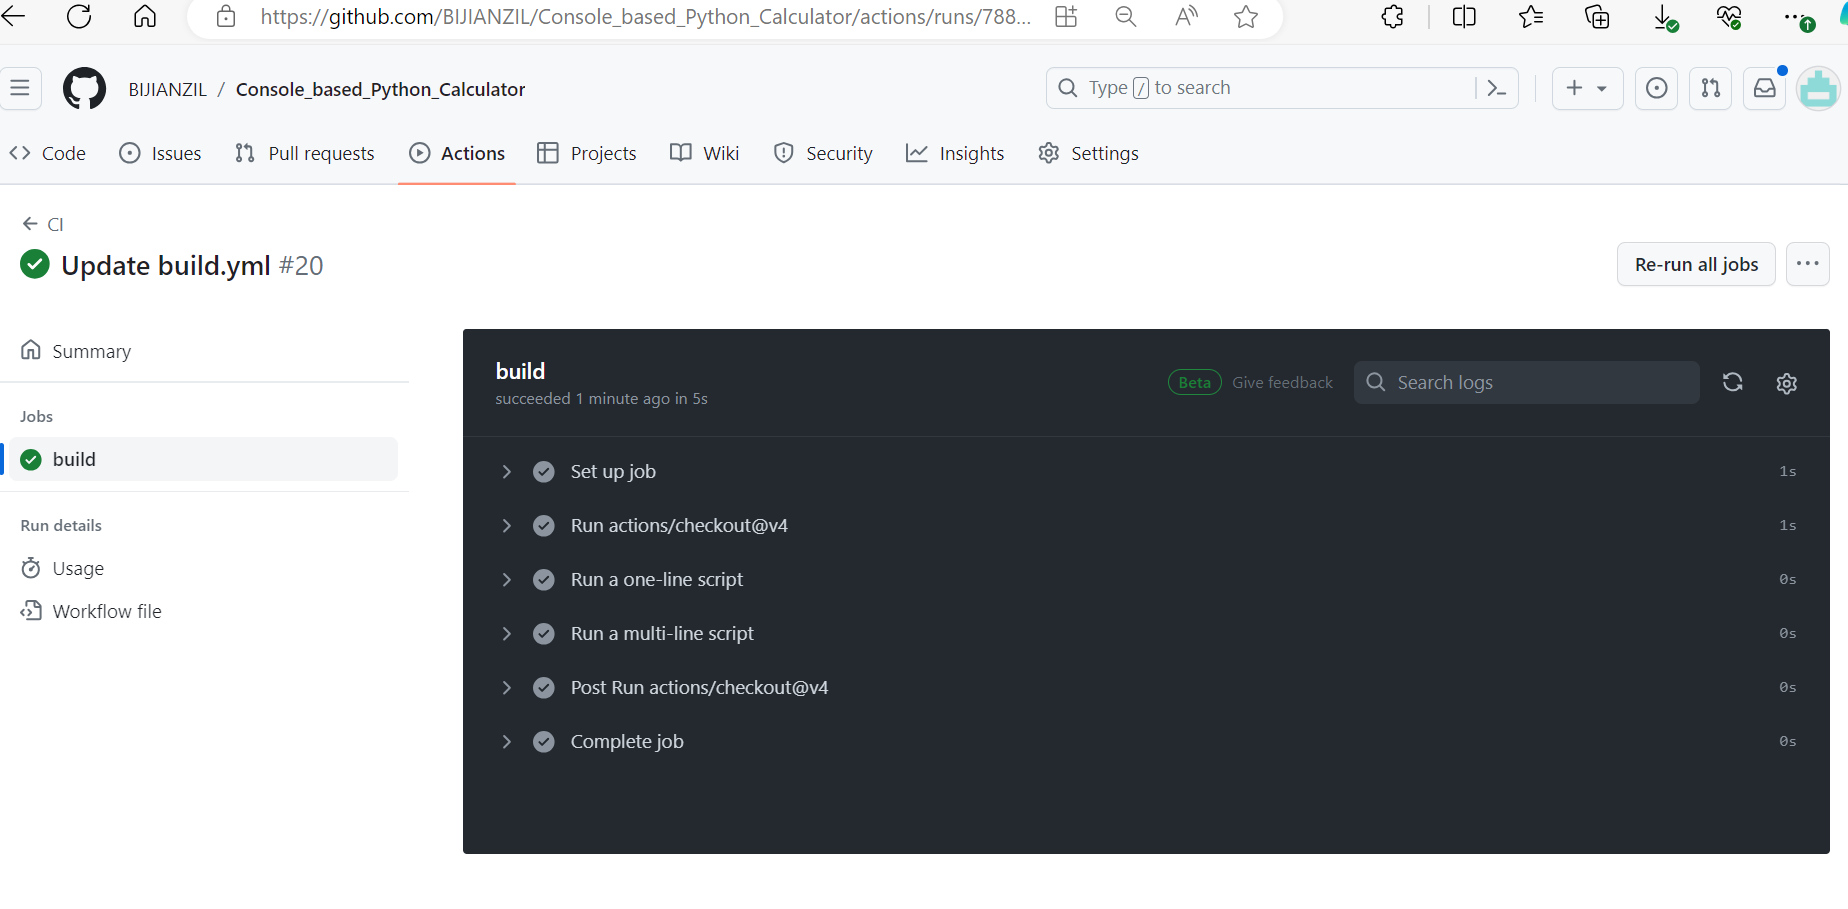 https://github.com/BIJIANZIL/Console_based_Python_Calculator/actions/runs/788...
BIJIANZIL / Console_based_Python_Calculator
Type / to search
Code Issues Pull requests Actions Projects Wiki Security Insights Settings
CI
Update build.yml #20
Re-run all jobs
Summary
Jobs
build
Run details
Usage
Workflow file
build
succeeded 1 minute ago in 5s
Beta Give feedback
Search logs
Set up job 1s
Run actions/checkout@v4 1s
Run a one-line script 0s
Run a multi-line script 0s
Post Run actions/checkout@v4 0s
Complete job 0s